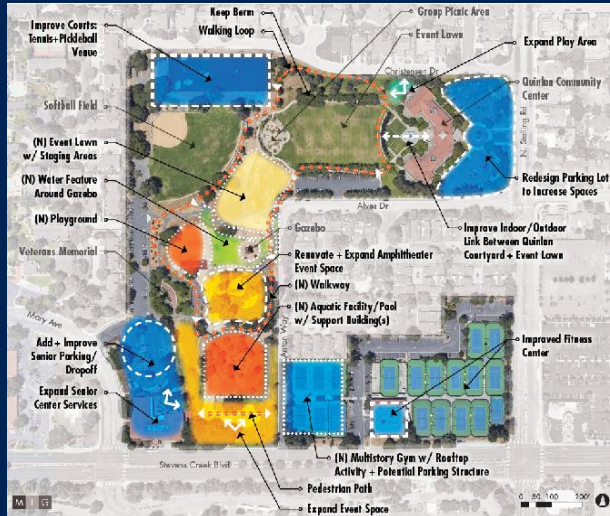 Improve Courts:
Tennis+Pickleball
Venue
Keep Berm
Walking Loop
Group Picnic Area
Event Lawn
Christensen Dr
Expand Play Area
Quinlan Community
Center
N. Stelling Rd
Softball Field
(N) Event Lawn
w/ Staging Areas
(N) Water Feature
Around Gazebo
(N) Playground
Veterans Memorial
Redesign Parking Lot
to Increase Spaces
Alves Dr
Gazebo
Improve Indoor/Outdoor
Link Between Quinlan
Courtyard + Event Lawn
Renovate + Expand Amphitheater
Event Space
(N) Walkway
(N) Aquatic Facility/Pool
w/ Support Building(s)
Anton Way
Mary Ave
Add + Improve
Senior Parking/
Dropoff
Expand Senior
Center Services
Improved Fitness
Center
(N) Multistory Gym w/ Rooftop
Activity + Potential Parking Structure
Stevens Creek Blvd
Pedestrian Path
Expand Event Space
M I G
0 50 100 200'